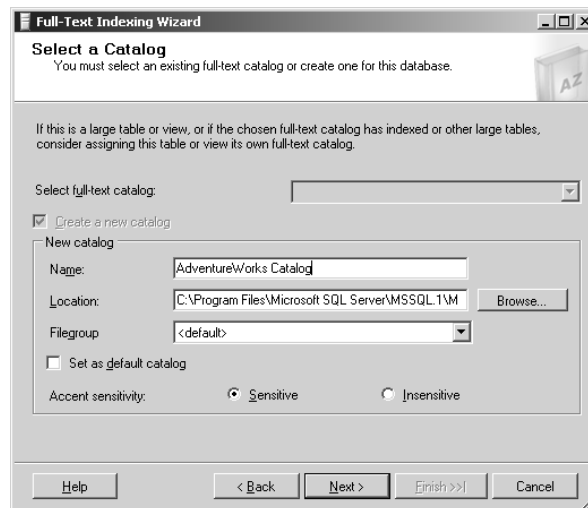 Full-Text Indexing Wizard
Select a Catalog
You must select an existing full-text catalog or create one for this database.
AZ
If this is a large table or view, or if the chosen full-text catalog has indexed or other large tables,
consider assigning this table or view its own full-text catalog.
Select full-text catalog:
Create a new catalog
New catalog
Name: AdventureWorks Catalog
Location: C:\Program Files\Microsoft SQL Server\MSSQL.1\M Browse...
Filegroup <default>
Set as default catalog
Accent sensitivity: Sensitive Insensitive
Help < Back Next > Finish >>| Cancel